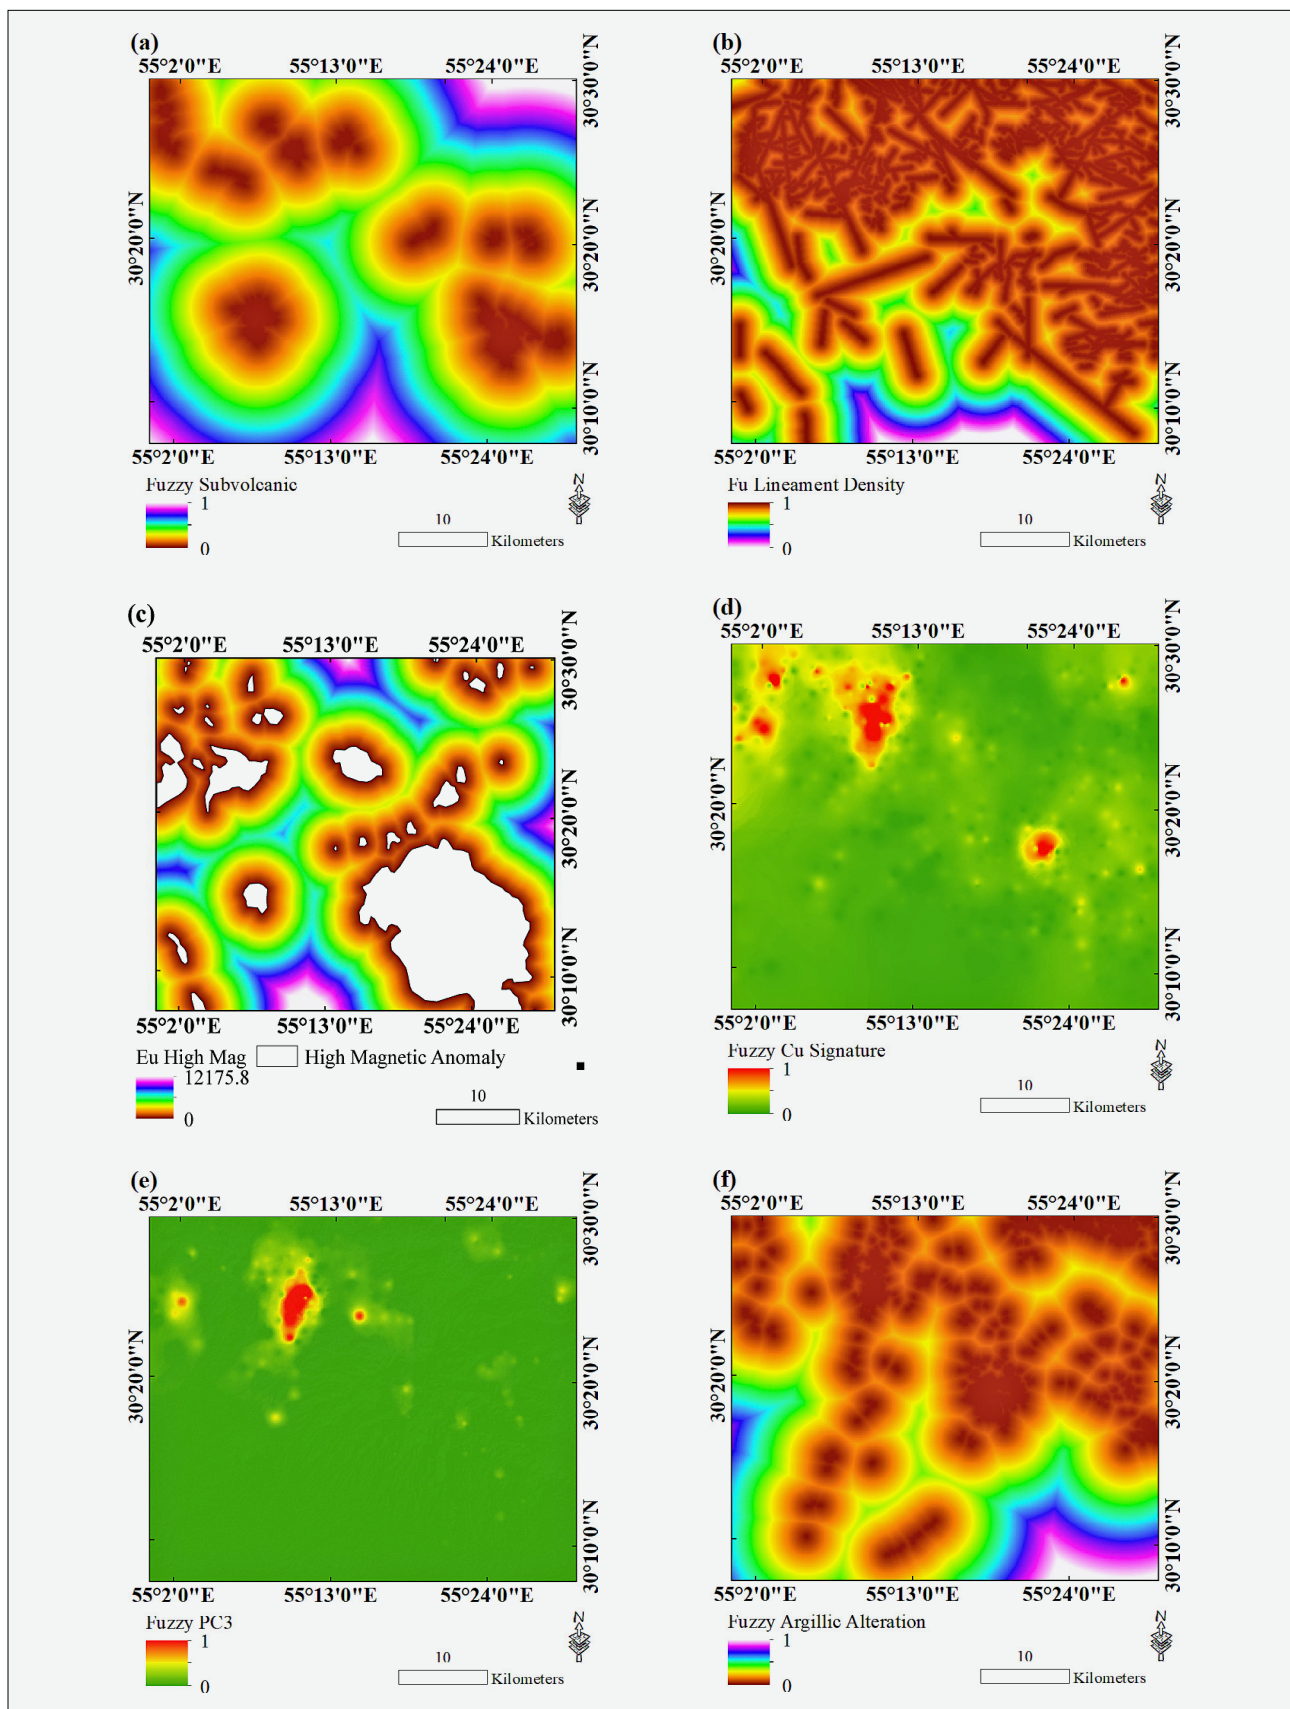 (a)
55°2'0"E 55°13'0"E 55°24'0"E
30°30'0"N
30°20'0"N
30°20'0"N
30°10'0"N
55°2'0"E 55°13'0"E 55°24'0"E
Fuzzy Subvolcanic
1
0
10
Kilometers
N
(b)
55°2'0"E 55°13'0"E 55°24'0"E
30°30'0"N
30°20'0"N
30°20'0"N
30°10'0"N
55°2'0"E 55°13'0"E 55°24'0"E
Fu Lineament Density
1
0
10
Kilometers
N
(c)
55°2'0"E 55°13'0"E 55°24'0"E
30°30'0"N
30°20'0"N
30°10'0"N
55°2'0"E 55°13'0"E 55°24'0"E
Eu High Mag High Magnetic Anomaly
12175.8
0
10
Kilometers
(d)
55°2'0"E 55°13'0"E 55°24'0"E
30°30'0"N
30°20'0"N
30°20'0"N
30°10'0"N
55°2'0"E 55°13'0"E 55°24'0"E
Fuzzy Cu Signature
1
0
10
Kilometers
N
(e)
55°2'0"E 55°13'0"E 55°24'0"E
30°30'0"N
30°20'0"N
30°20'0"N
30°10'0"N
55°2'0"E 55°13'0"E 55°24'0"E
Fuzzy PC3
1
0
10
Kilometers
N
(f)
55°2'0"E 55°13'0"E 55°24'0"E
30°30'0"N
30°20'0"N
30°20'0"N
30°10'0"N
55°2'0"E 55°13'0"E 55°24'0"E
Fuzzy Argillic Alteration
1
0
10
Kilometers
N